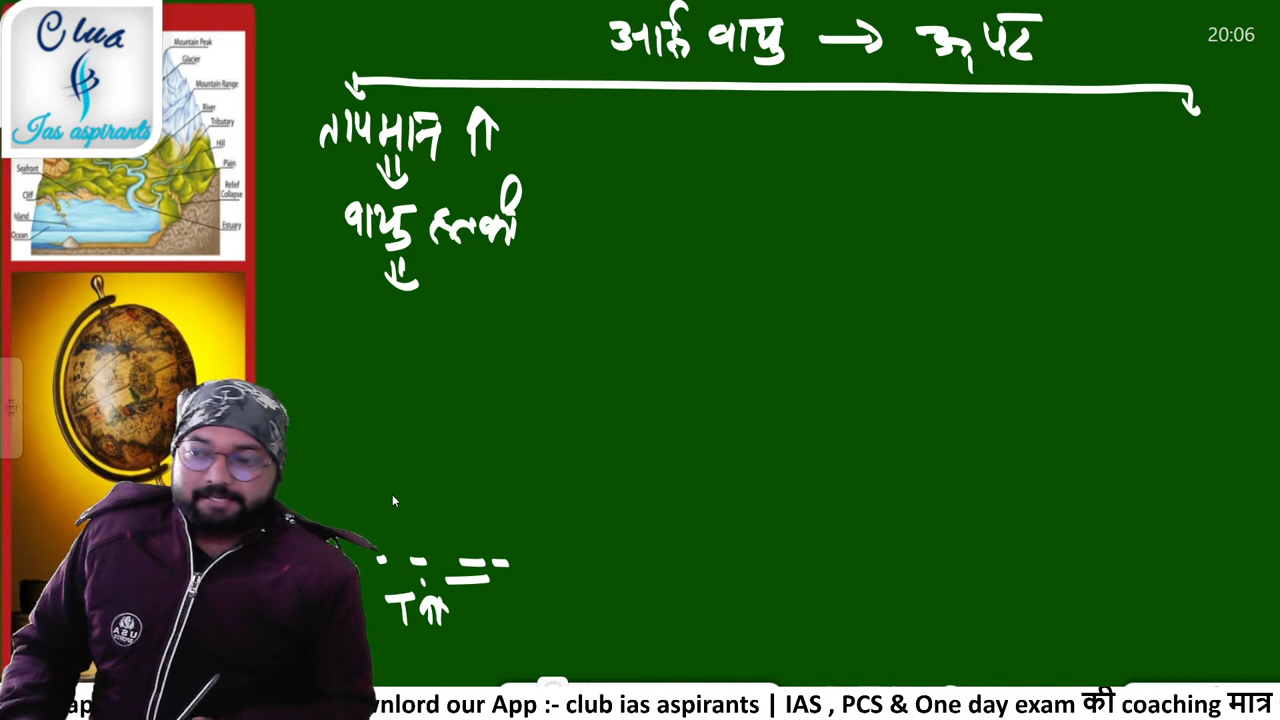 आर्द्र वायु → ऊपर
20:06
तापमान ↑
वायु हल्की
T↑
Clua
Ias aspirants
Mountain Peak
Glacier
Mountain Range
River
Tributary
Hill
Plain
Seafront
Relief
Collapse
Cliff
Island
Estuary
Ocean
USA
wnlord our App :- club ias aspirants | IAS , PCS & One day exam की coaching मात्र